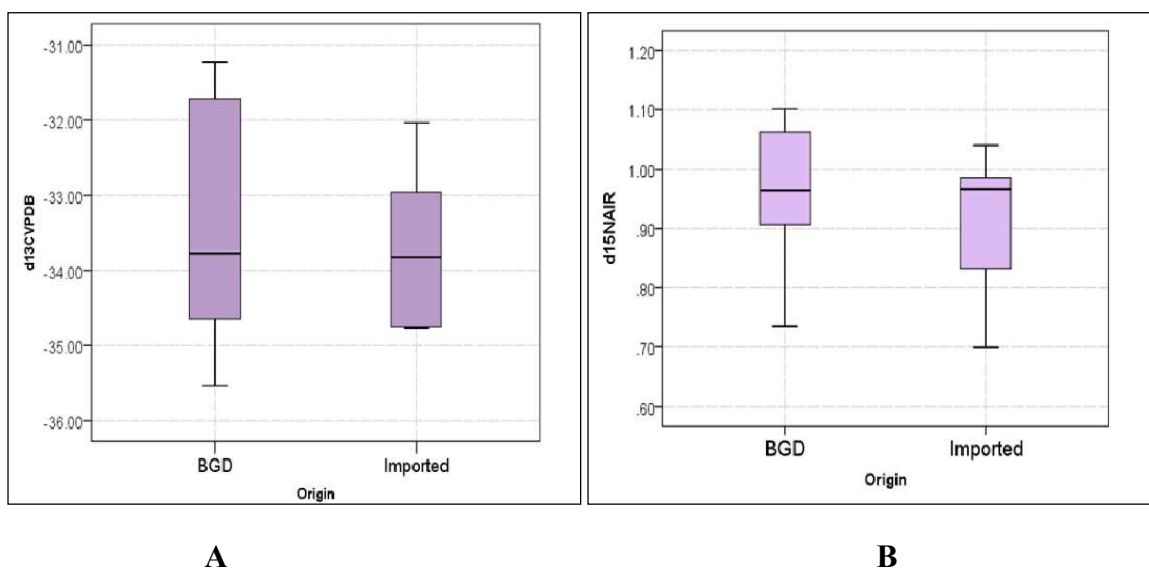 -31.00
-32.00
-33.00
-34.00
-35.00
-36.00
d13CVPDB
BGD Imported
Origin
1.20
1.10
1.00
.90
.80
.70
.60
d15NAIR
BGD Imported
Origin
A B